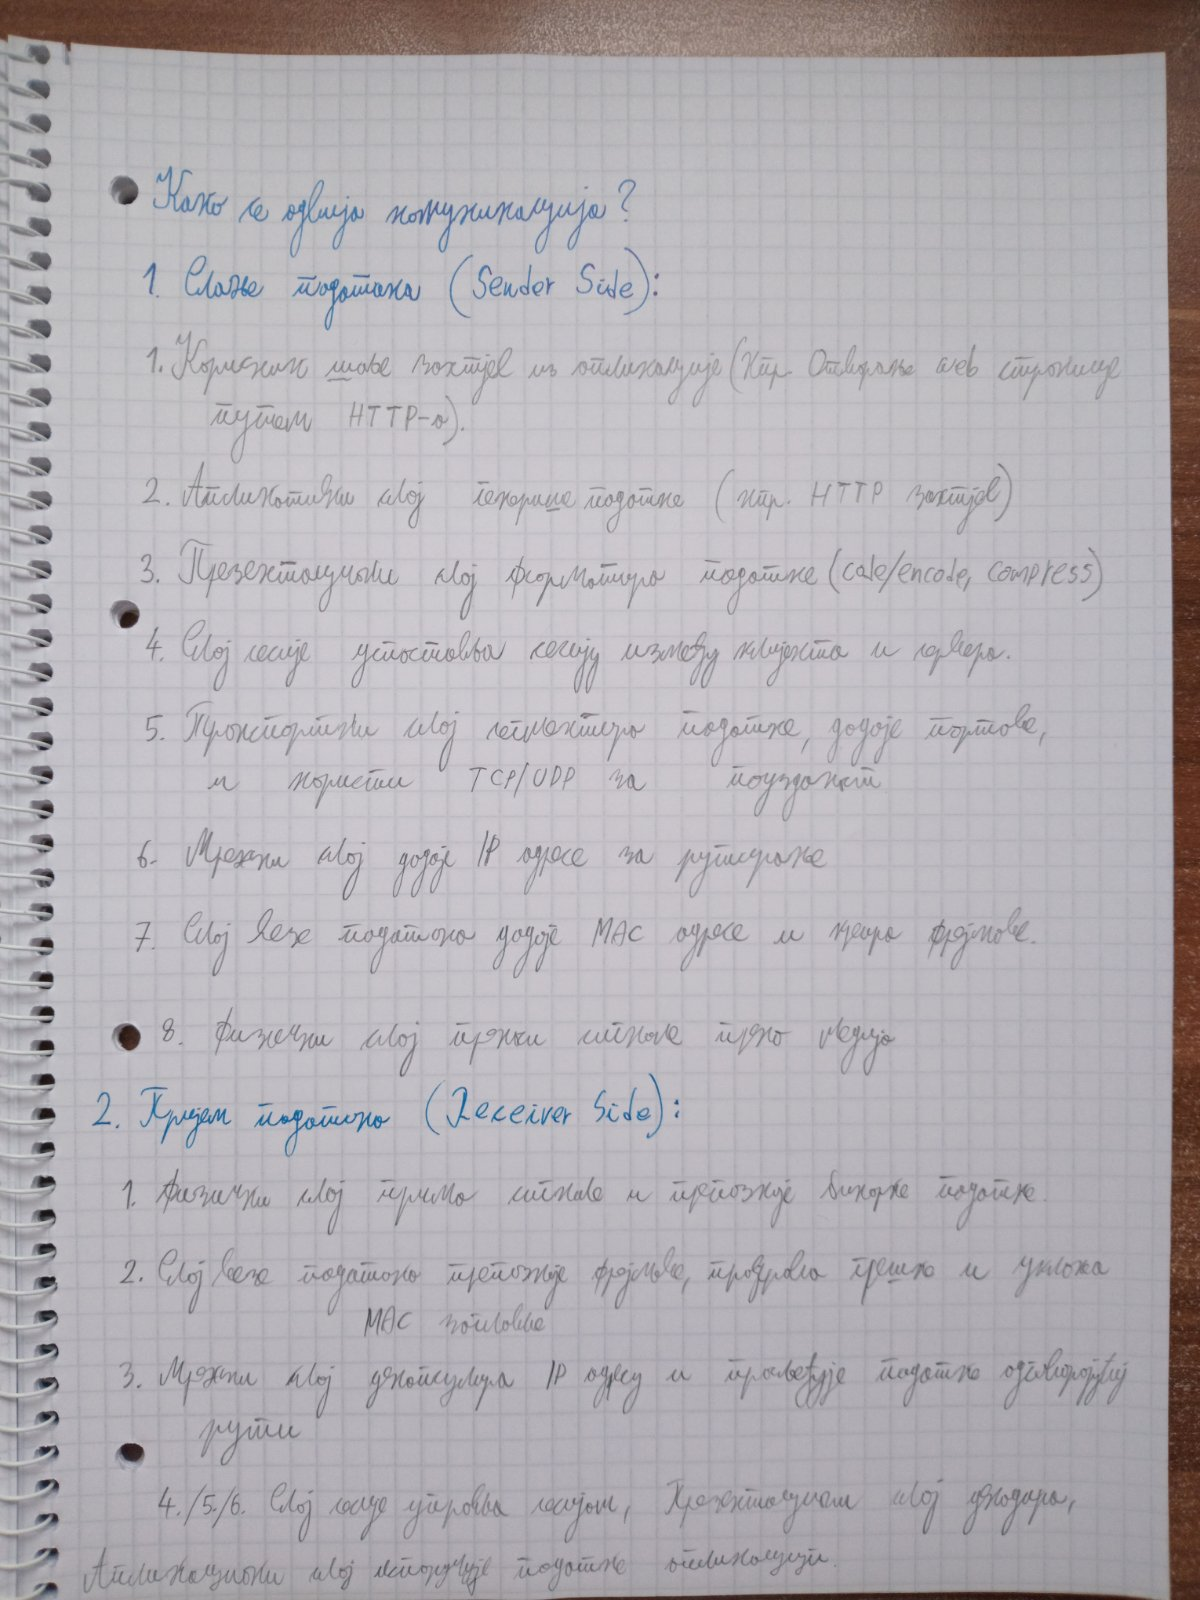 Како се одвија комуникација?
1. Слање података (Sender Side):
1. Корисник шаље захтјев из апликације (Нпр. Отварање web странице
путем HTTP-а).
2. Апликативни слој генерише податке (нпр. HTTP захтјев)
3. Презентациони слој форматира податке (code/encode, compress)
4. Слој сесије успоставља сесију између клијента и сервера.
5. Транспортни слој сегментира податке, додаје портове,
и користи TCP/UDP за поузданост
6. Мрежни слој додаје IP адресе за рутирање
7. Слој везе података додаје MAC адресе и креира фрејмове.
8. Физички слој преноси сигнале преко медија
2. Пријем података (Receiver Side):
1. Физички слој прима сигнале и препознаје бинарне податке.
2. Слој везе података препознаје фрејмове, провјерава грешке и уклања
MAC заглавље
3. Мрежни слој декапсулира IP адресу и прослеђује податке одговарајућој
рути
4./5./6. Слој сесије управља сесијом, Презентациони слој декодира,
Апликациони слој испоручује податке апликацији.